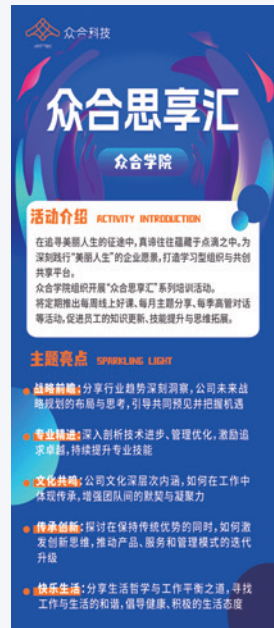 众合科技
众合思享汇
众合学院
活动介绍 ACTIVITY INTRODUCTION
在追寻美丽人生的征途中,真谛往往蕴藏于点滴之中,为
深刻践行“美丽人生”的企业愿景,打造学习型组织与共创
共享平台。
众合学院组织开展“众合思享汇”系列培训活动。
将定期推出每周线上好课、每月主题分享、每季高管对话
等活动,促进员工的知识更新、技能提升与思维拓展。
主题亮点 SPARKLING LIGHT
战略前瞻:分享行业趋势深刻洞察,公司未来战
略规划的布局与思考,引导共同预见并把握机遇
专业精进:深入剖析技术进步、管理优化,激励追
求卓越,持续提升专业技能
文化共鸣:公司文化深层次内涵,如何在工作中
体现传承,增强团队间的默契与凝聚力
传承创新:探讨在保持传统优势的同时,如何激
发创新思维,推动产品、服务和管理模式的迭代
升级
快乐生活:分享生活哲学与工作平衡之道,寻找
工作与生活的和谐,倡导健康、积极的生活态度